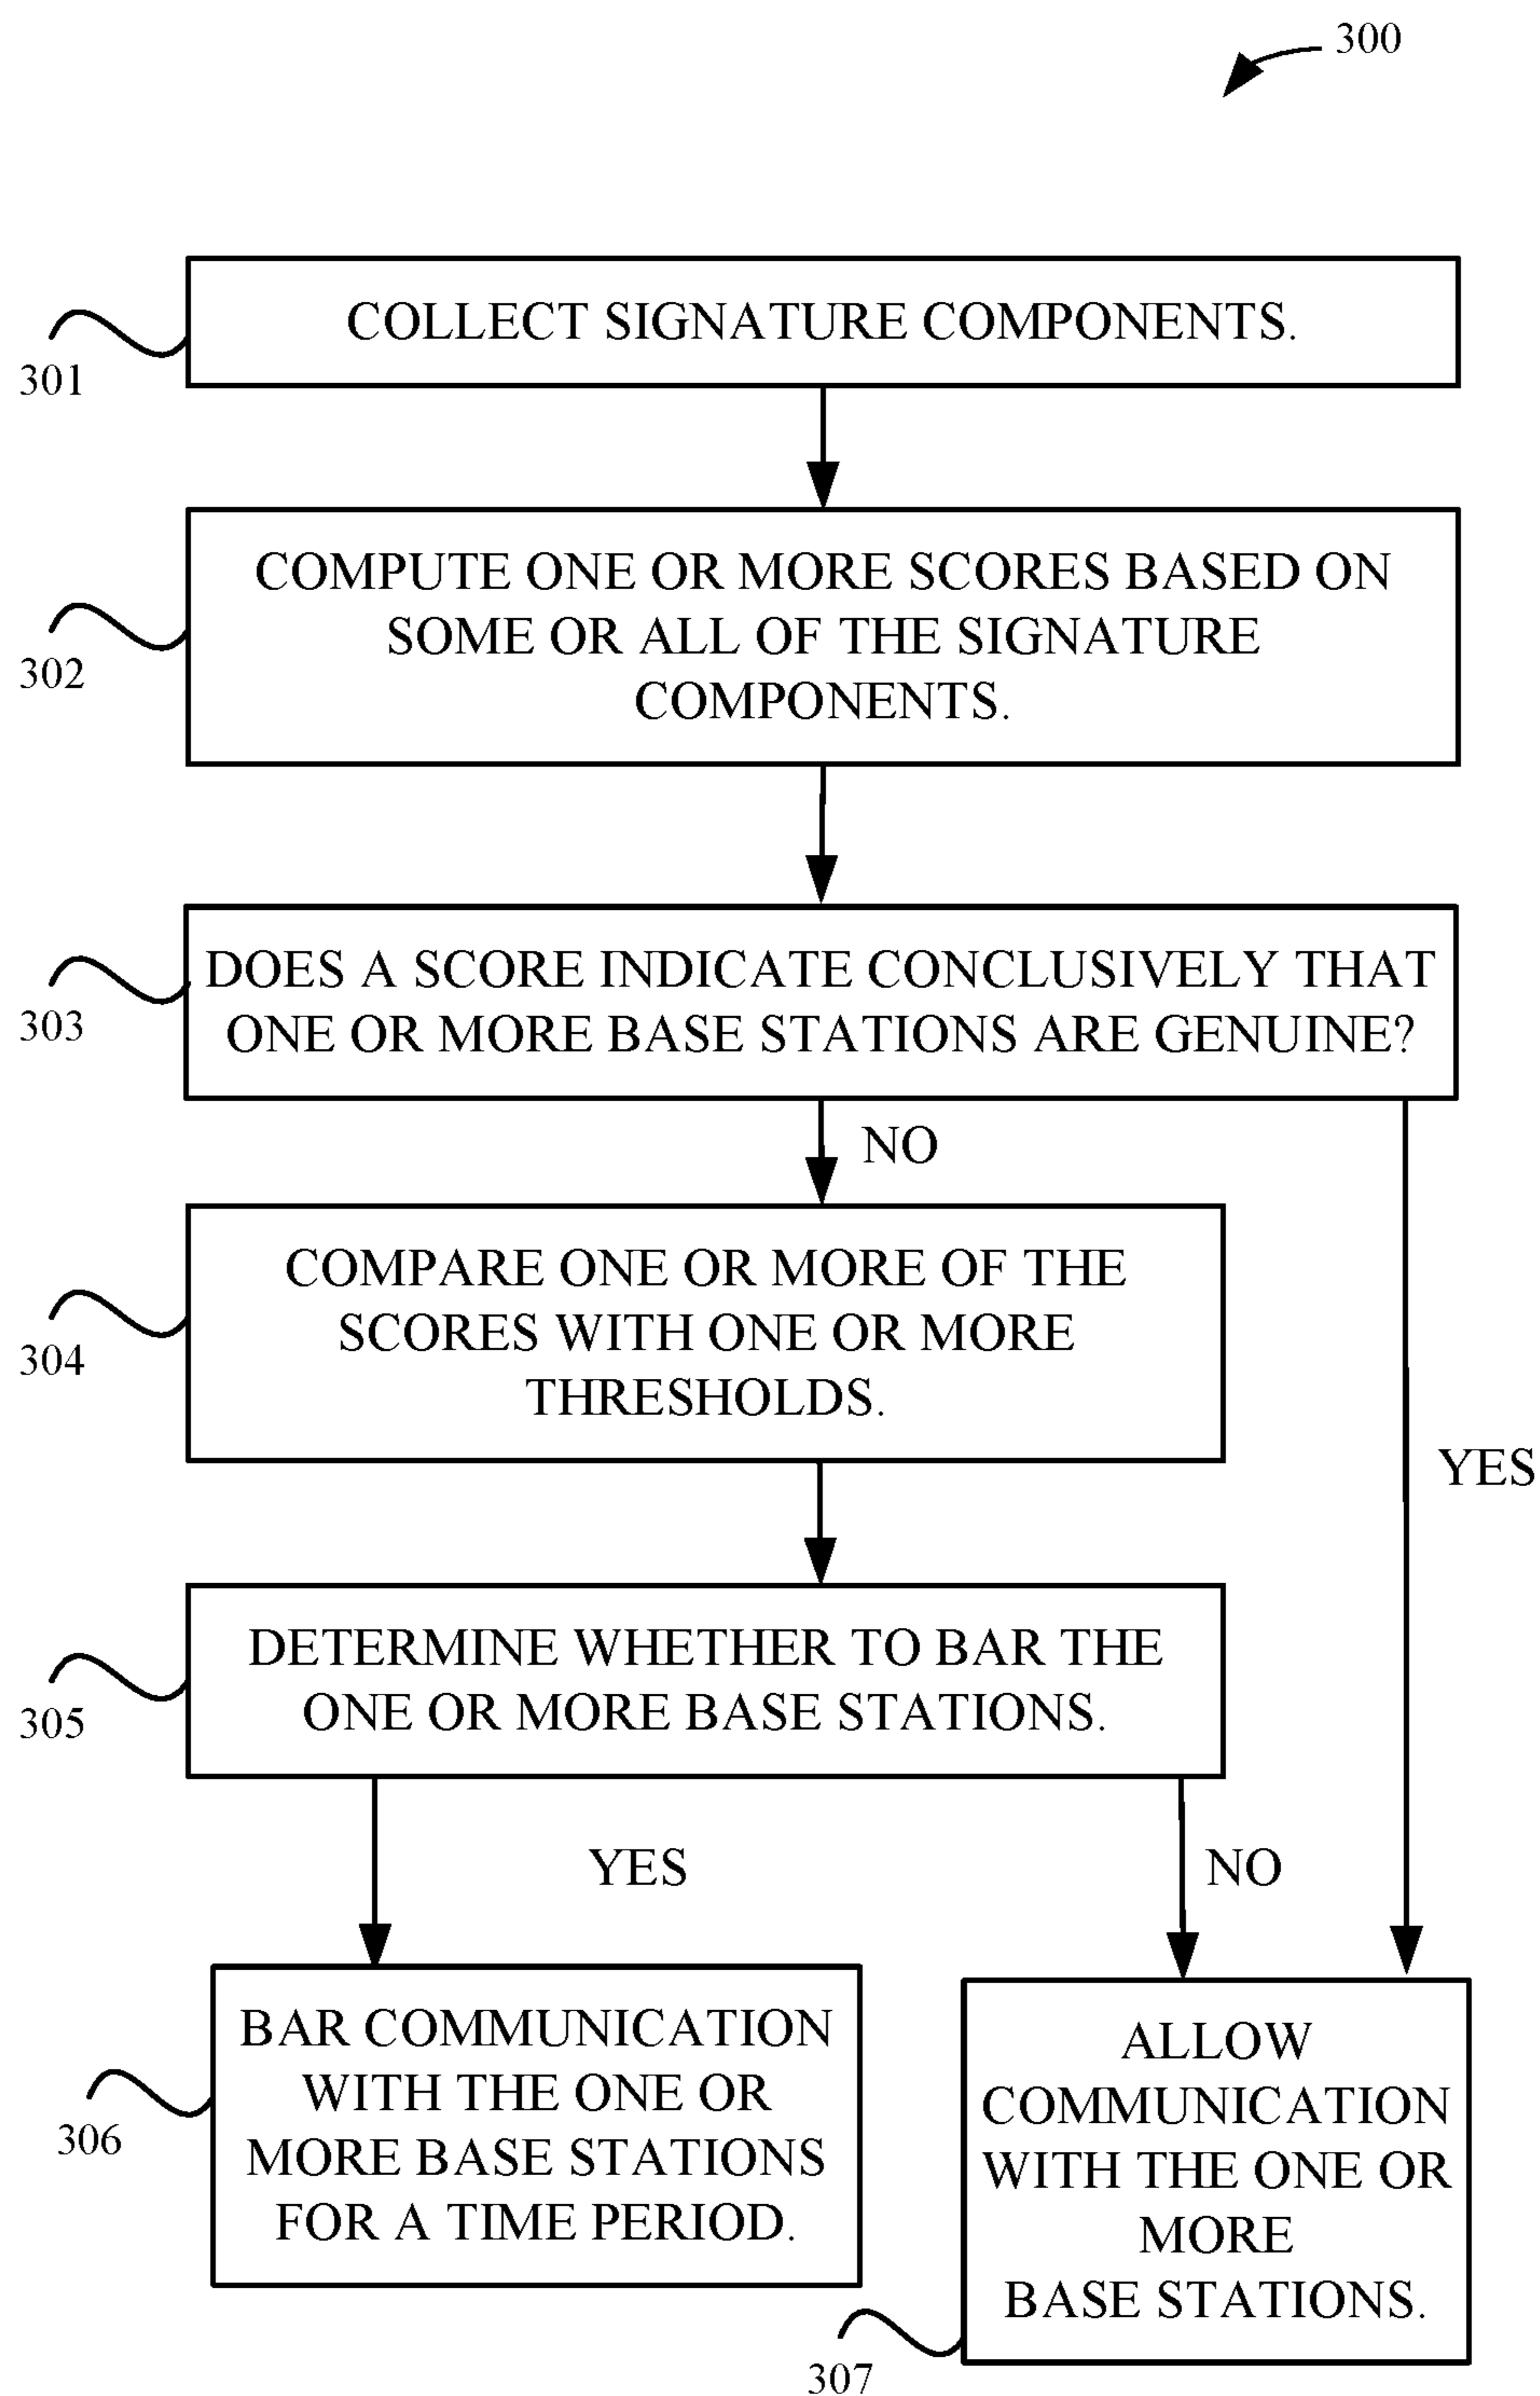 300
COLLECT SIGNATURE COMPONENTS.
301
COMPUTE ONE OR MORE SCORES BASED ON
SOME OR ALL OF THE SIGNATURE
COMPONENTS.
302
DOES A SCORE INDICATE CONCLUSIVELY THAT
ONE OR MORE BASE STATIONS ARE GENUINE?
303
NO
COMPARE ONE OR MORE OF THE
SCORES WITH ONE OR MORE
THRESHOLDS.
304
YES
DETERMINE WHETHER TO BAR THE
ONE OR MORE BASE STATIONS.
305
YES
NO
BAR COMMUNICATION
WITH THE ONE OR
MORE BASE STATIONS
FOR A TIME PERIOD.
306
ALLOW
COMMUNICATION
WITH THE ONE OR
MORE
BASE STATIONS.
307